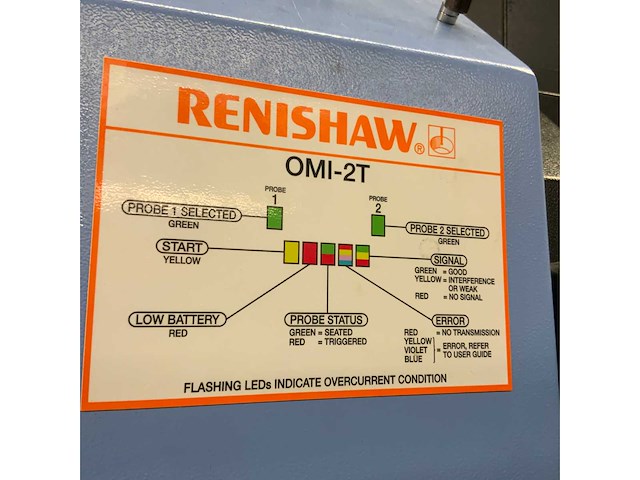 RENISHAW®
OMI-2T
PROBE
1
PROBE
2
PROBE 1 SELECTED
GREEN
PROBE 2 SELECTED
GREEN
START
YELLOW
SIGNAL
GREEN = GOOD
YELLOW = INTERFERENCE
OR WEAK
RED = NO SIGNAL
LOW BATTERY
RED
PROBE STATUS
GREEN = SEATED
RED = TRIGGERED
ERROR
RED = NO TRANSMISSION
YELLOW
VIOLET = ERROR, REFER
BLUE TO USER GUIDE
FLASHING LEDs INDICATE OVERCURRENT CONDITION